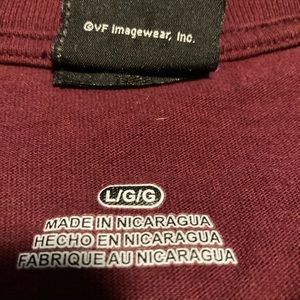 ©VF Imagewear, Inc.
L/G/G
MADE IN NICARAGUA
HECHO EN NICARAGUA
FABRIQUE AU NICARAGUA